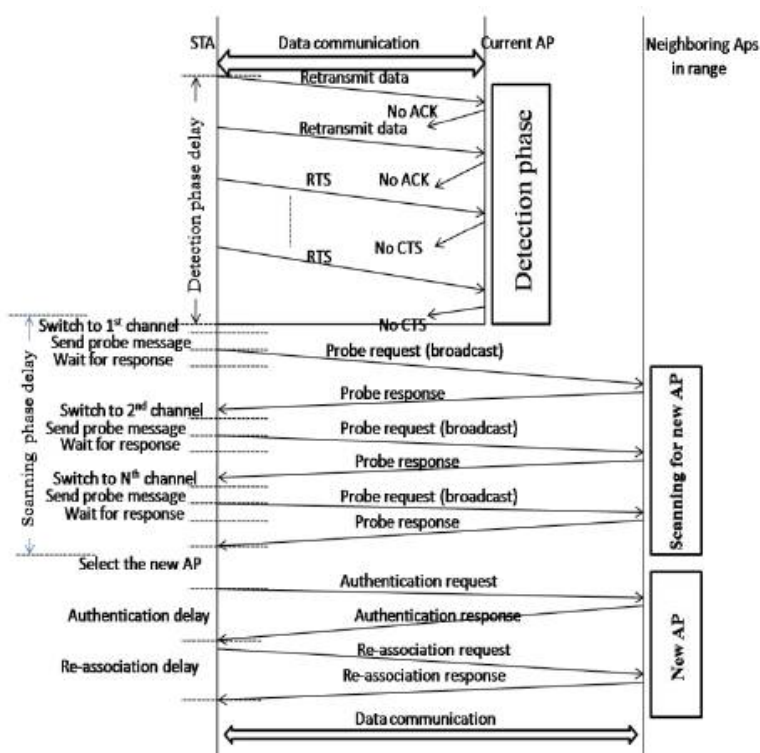 STA
Data communication
Current AP
Neighboring Aps
in range
Retransmit data
No ACK
Retransmit data
No ACK
RTS
No CTS
RTS
No CTS
Detection phase delay
Detection phase
Switch to 1st channel
Send probe message
Wait for response
Probe request (broadcast)
Probe response
Switch to 2nd channel
Send probe message
Wait for response
Probe request (broadcast)
Probe response
Switch to Nth channel
Send probe message
Wait for response
Probe request (broadcast)
Probe response
Scanning phase delay
Scanning for new AP
Select the new AP
Authentication request
Authentication delay
Authentication response
Re-association request
Re-association delay
Re-association response
New AP
Data communication